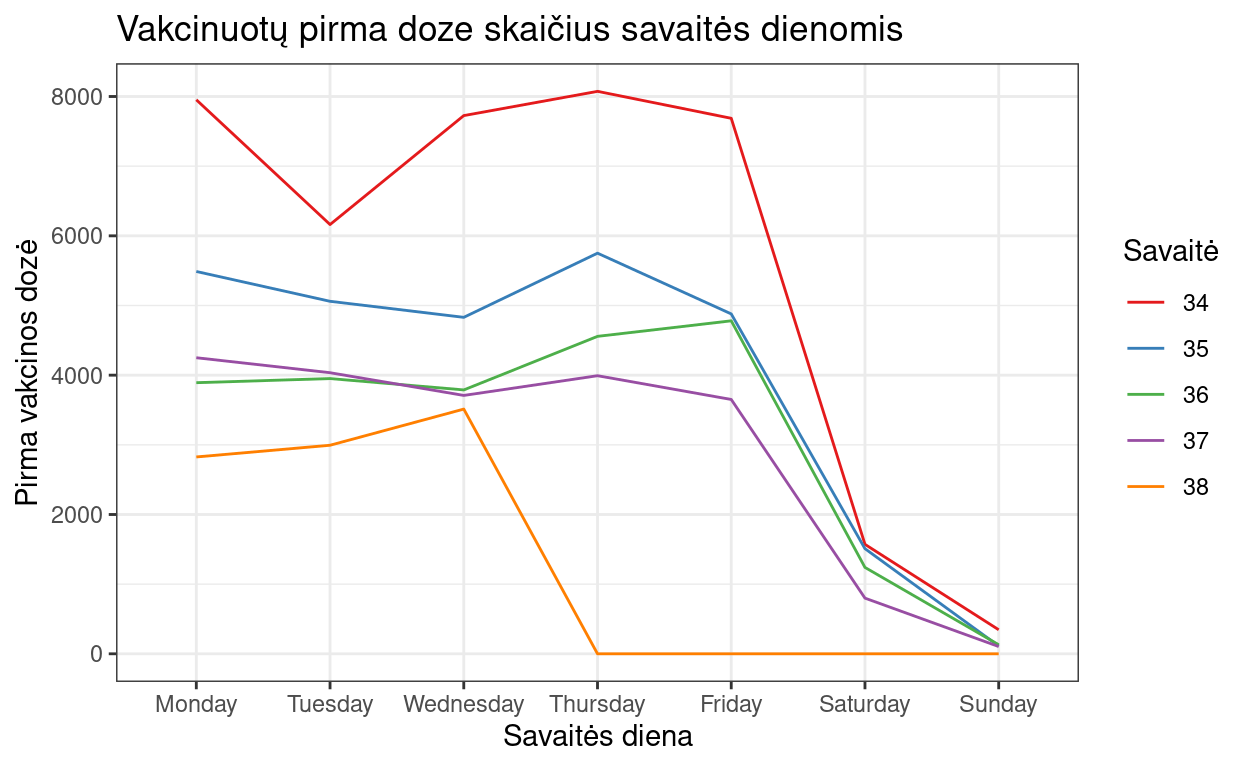 Vakcinuotų pirma doze skaičius savaitės dienomis
Pirma vakcinos dozė
8000
6000
4000
2000
0
Monday Tuesday Wednesday Thursday Friday Saturday Sunday
Savaitės diena
Savaitė
34
35
36
37
38